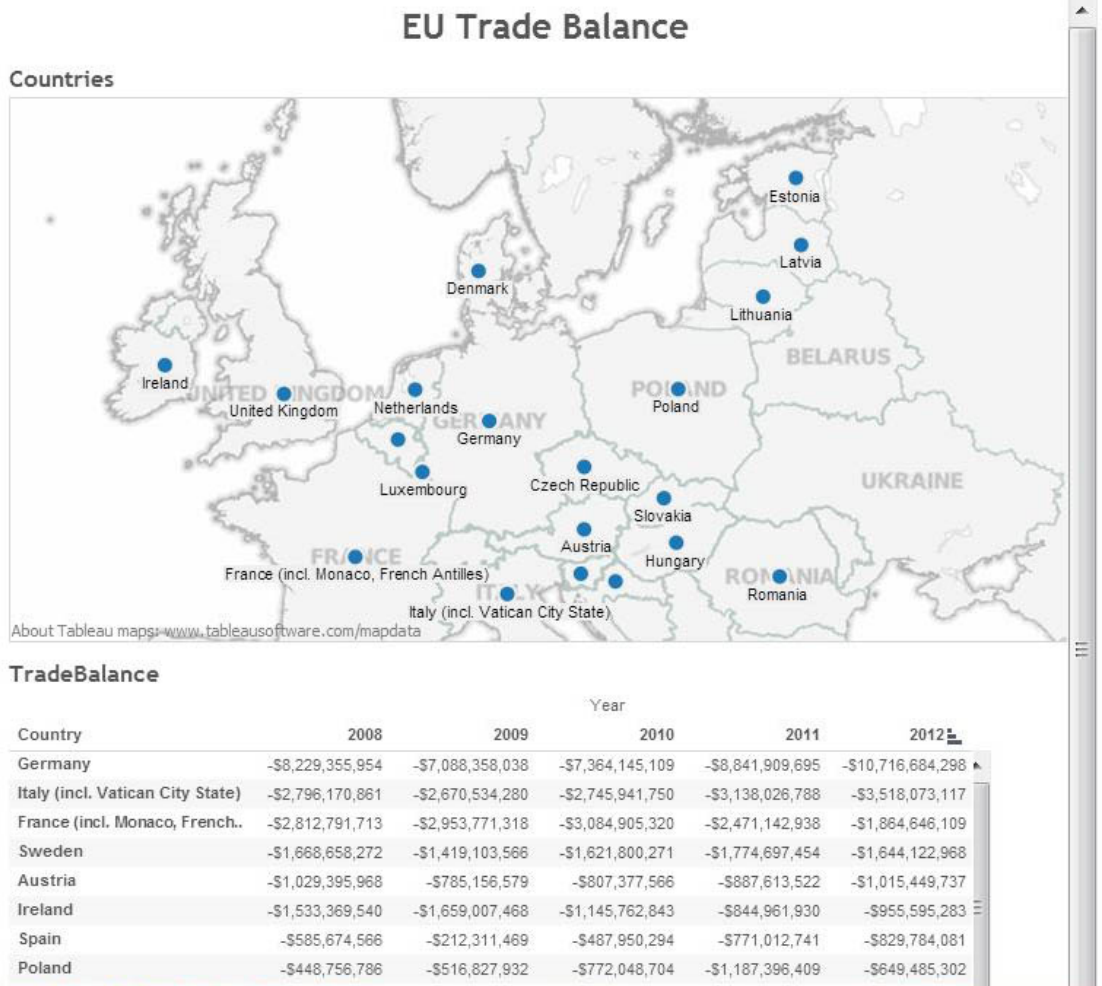 EU Trade Balance
Countries
Estonia
Latvia
Denmark
Lithuania
BELARUS
Ireland
UNITED KINGDOM
United Kingdom
Netherlands
POLAND
Poland
GERMANY
Germany
Czech Republic
UKRAINE
Luxembourg
Slovakia
Austria
Hungary
FRANCE
France (incl. Monaco, French Antilles)
ITALY
Italy (incl. Vatican City State)
ROMANIA
Romania
About Tableau maps: www.tableausoftware.com/mapdata
TradeBalance
Year
Country 2008 2009 2010 2011 2012
Germany -$8,229,355,954 -$7,088,358,038 -$7,364,145,109 -$8,841,909,695 -$10,716,684,298
Italy (incl. Vatican City State) -$2,796,170,861 -$2,670,534,280 -$2,745,941,750 -$3,138,026,788 -$3,518,073,117
France (incl. Monaco, French.. -$2,812,791,713 -$2,953,771,318 -$3,084,905,320 -$2,471,142,938 -$1,864,646,109
Sweden -$1,668,658,272 -$1,419,103,566 -$1,621,800,271 -$1,774,697,454 -$1,644,122,968
Austria -$1,029,395,968 -$785,156,579 -$807,377,566 -$887,613,522 -$1,015,449,737
Ireland -$1,533,369,540 -$1,659,007,468 -$1,145,762,843 -$844,961,930 -$955,595,283
Spain -$585,674,566 -$212,311,469 -$487,950,294 -$771,012,741 -$829,784,081
Poland -$448,756,786 -$516,827,932 -$772,048,704 -$1,187,396,409 -$649,485,302